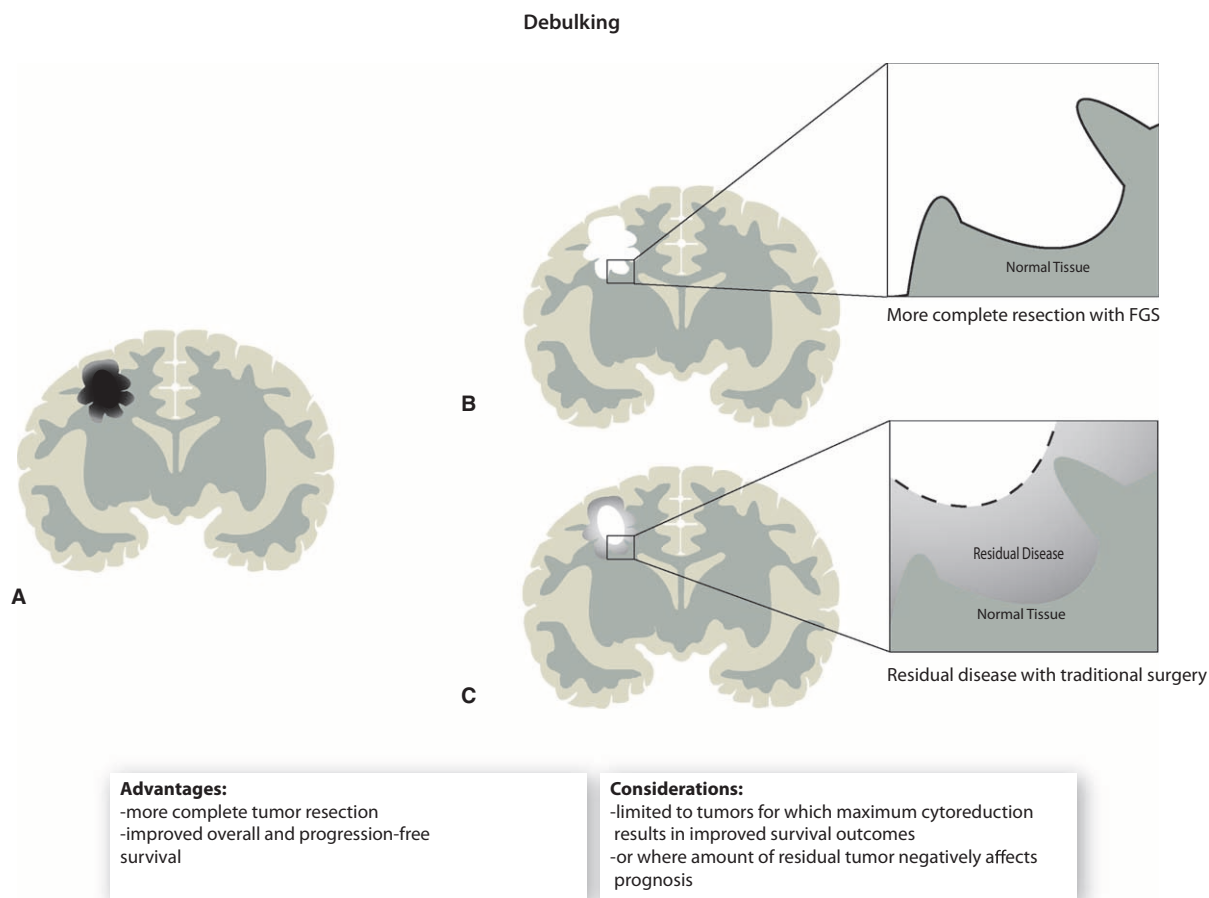 Debulking
Normal Tissue
More complete resection with FGS
B
A
Residual Disease
Normal Tissue
C
Residual disease with traditional surgery
Advantages:
-more complete tumor resection
-improved overall and progression-free
survival
Considerations:
-limited to tumors for which maximum cytoreduction
results in improved survival outcomes
-or where amount of residual tumor negatively affects
prognosis